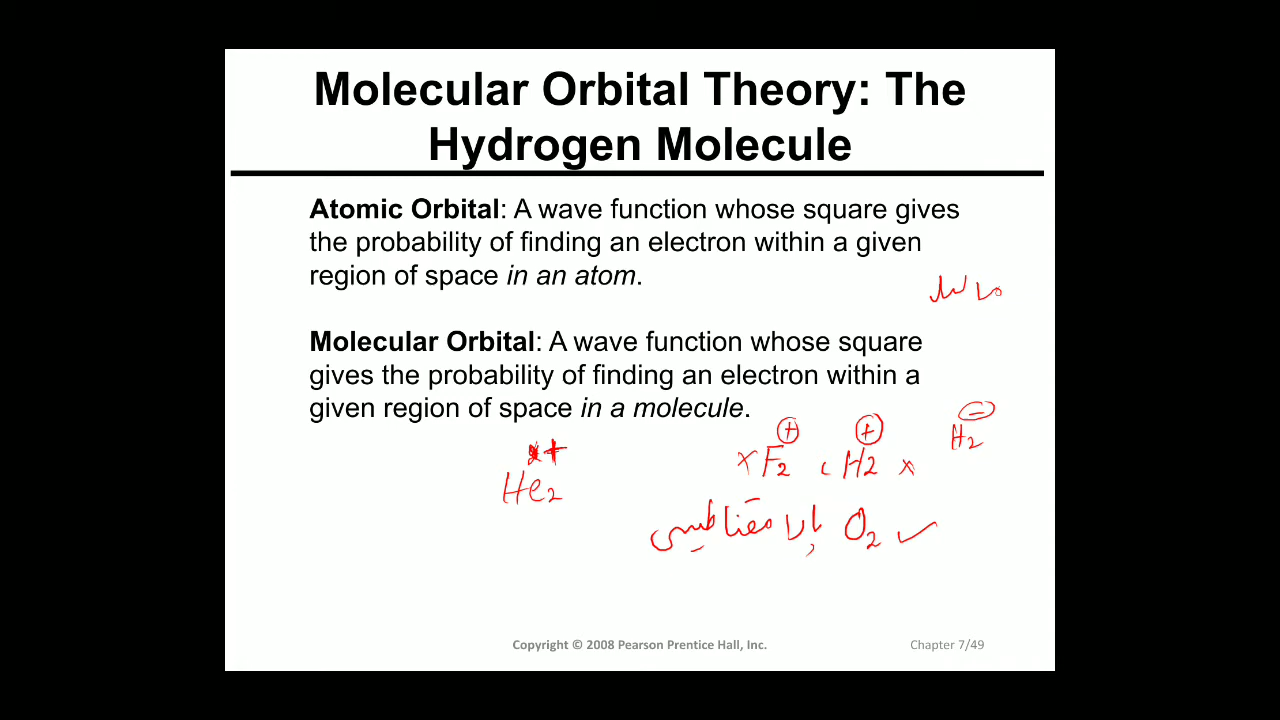 Molecular Orbital Theory: The
Hydrogen Molecule
Atomic Orbital: A wave function whose square gives
the probability of finding an electron within a given
region of space in an atom.
Molecular Orbital: A wave function whose square
gives the probability of finding an electron within a
given region of space in a molecule.
H2 −
×F2 + ، H2 + ×
He2 +
✓ O2 پارا مغناطیسی
Copyright © 2008 Pearson Prentice Hall, Inc.
Chapter 7/49